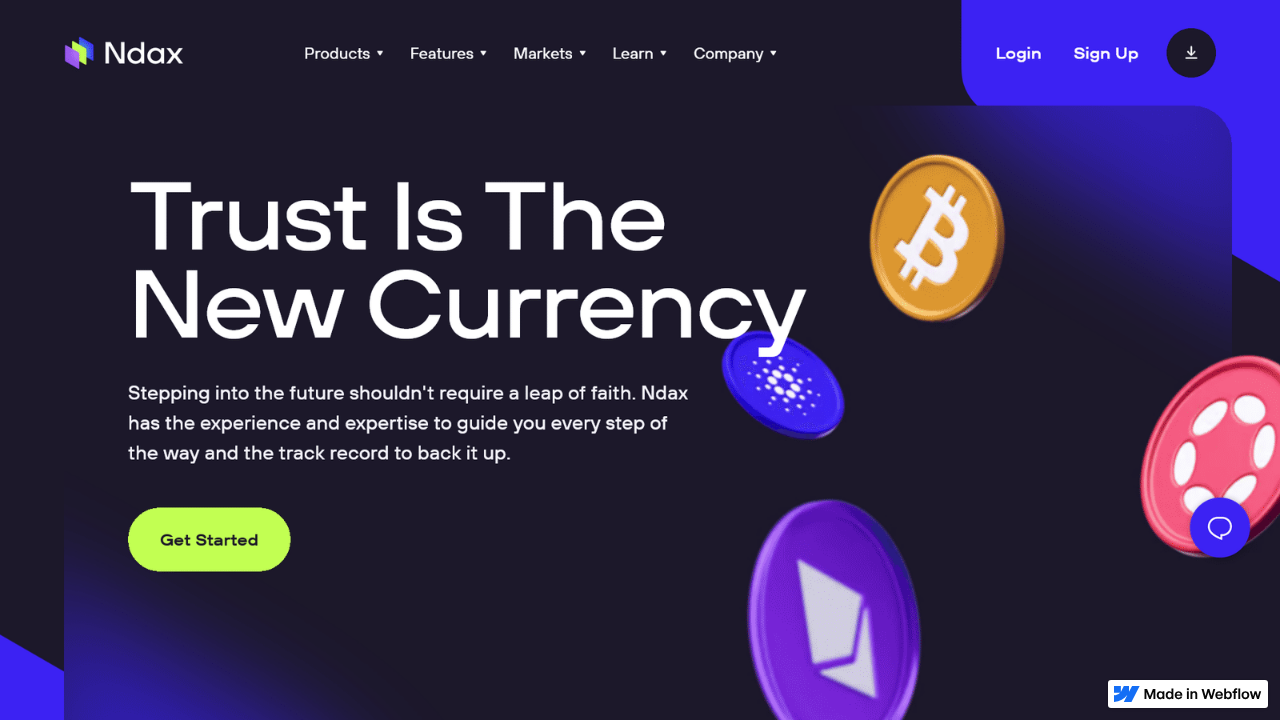 Ndax
Products
Features
Markets
Learn
Company
Login
Sign Up
Trust Is The
New Currency
Stepping into the future shouldn't require a leap of faith. Ndax
has the experience and expertise to guide you every step of
the way and the track record to back it up.
Get Started
Made in Webflow